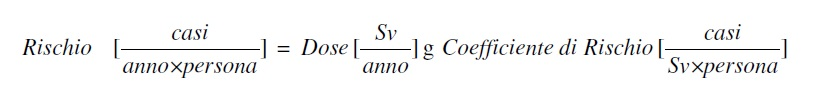 Rischio [casi / anno×persona] = Dose [Sv / anno] g Coefficiente di Rischio [casi / Sv×persona]